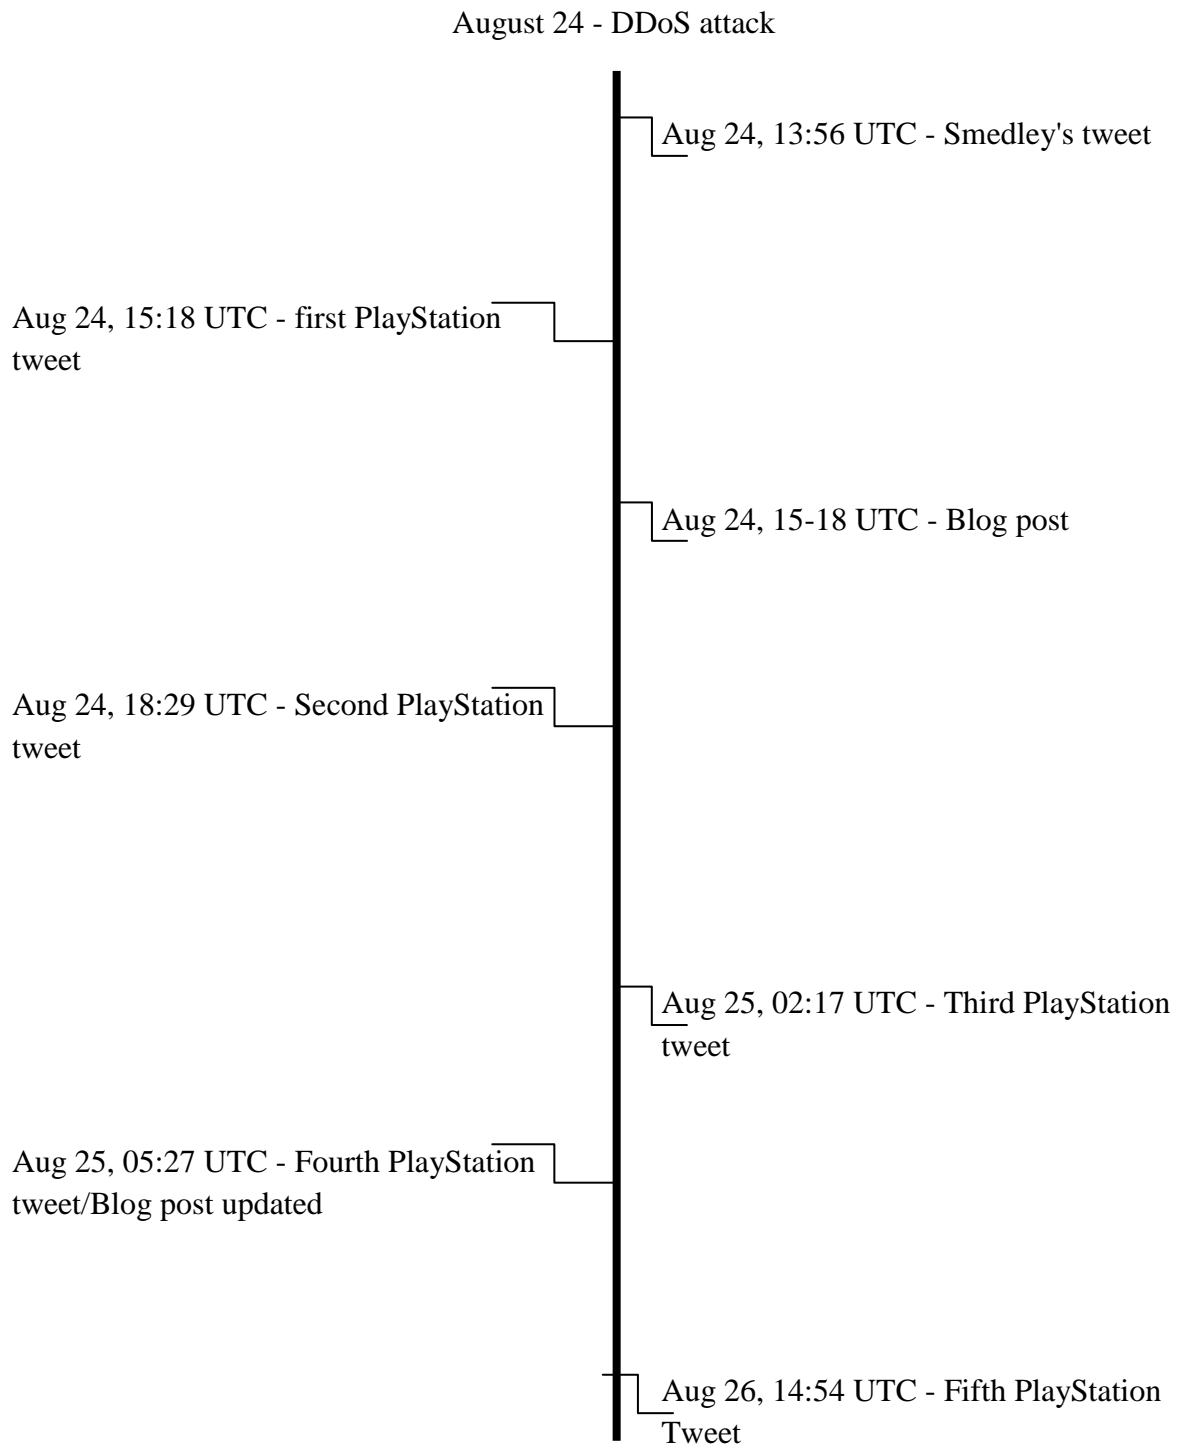 August 24 - DDoS attack
Aug 24, 13:56 UTC - Smedley's tweet
Aug 24, 15:18 UTC - first PlayStation
tweet
Aug 24, 15-18 UTC - Blog post
Aug 24, 18:29 UTC - Second PlayStation
tweet
Aug 25, 02:17 UTC - Third PlayStation
tweet
Aug 25, 05:27 UTC - Fourth PlayStation
tweet/Blog post updated
Aug 26, 14:54 UTC - Fifth PlayStation
Tweet